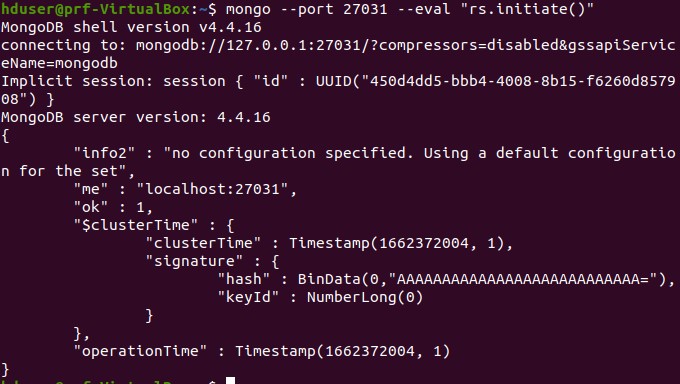 hduser@prf-VirtualBox:~$ mongo --port 27031 --eval "rs.initiate()"
MongoDB shell version v4.4.16
connecting to: mongodb://127.0.0.1:27031/?compressors=disabled&gssapiServic
eName=mongodb
Implicit session: session { "id" : UUID("450d4dd5-bbb4-4008-8b15-f6260d8579
08") }
MongoDB server version: 4.4.16
{
        "info2" : "no configuration specified. Using a default configuratio
n for the set",
        "me" : "localhost:27031",
        "ok" : 1,
        "$clusterTime" : {
                "clusterTime" : Timestamp(1662372004, 1),
                "signature" : {
                        "hash" : BinData(0,"AAAAAAAAAAAAAAAAAAAAAAAAAAA="),
                        "keyId" : NumberLong(0)
                }
        },
        "operationTime" : Timestamp(1662372004, 1)
}
hduser@prf-VirtualBox:~$